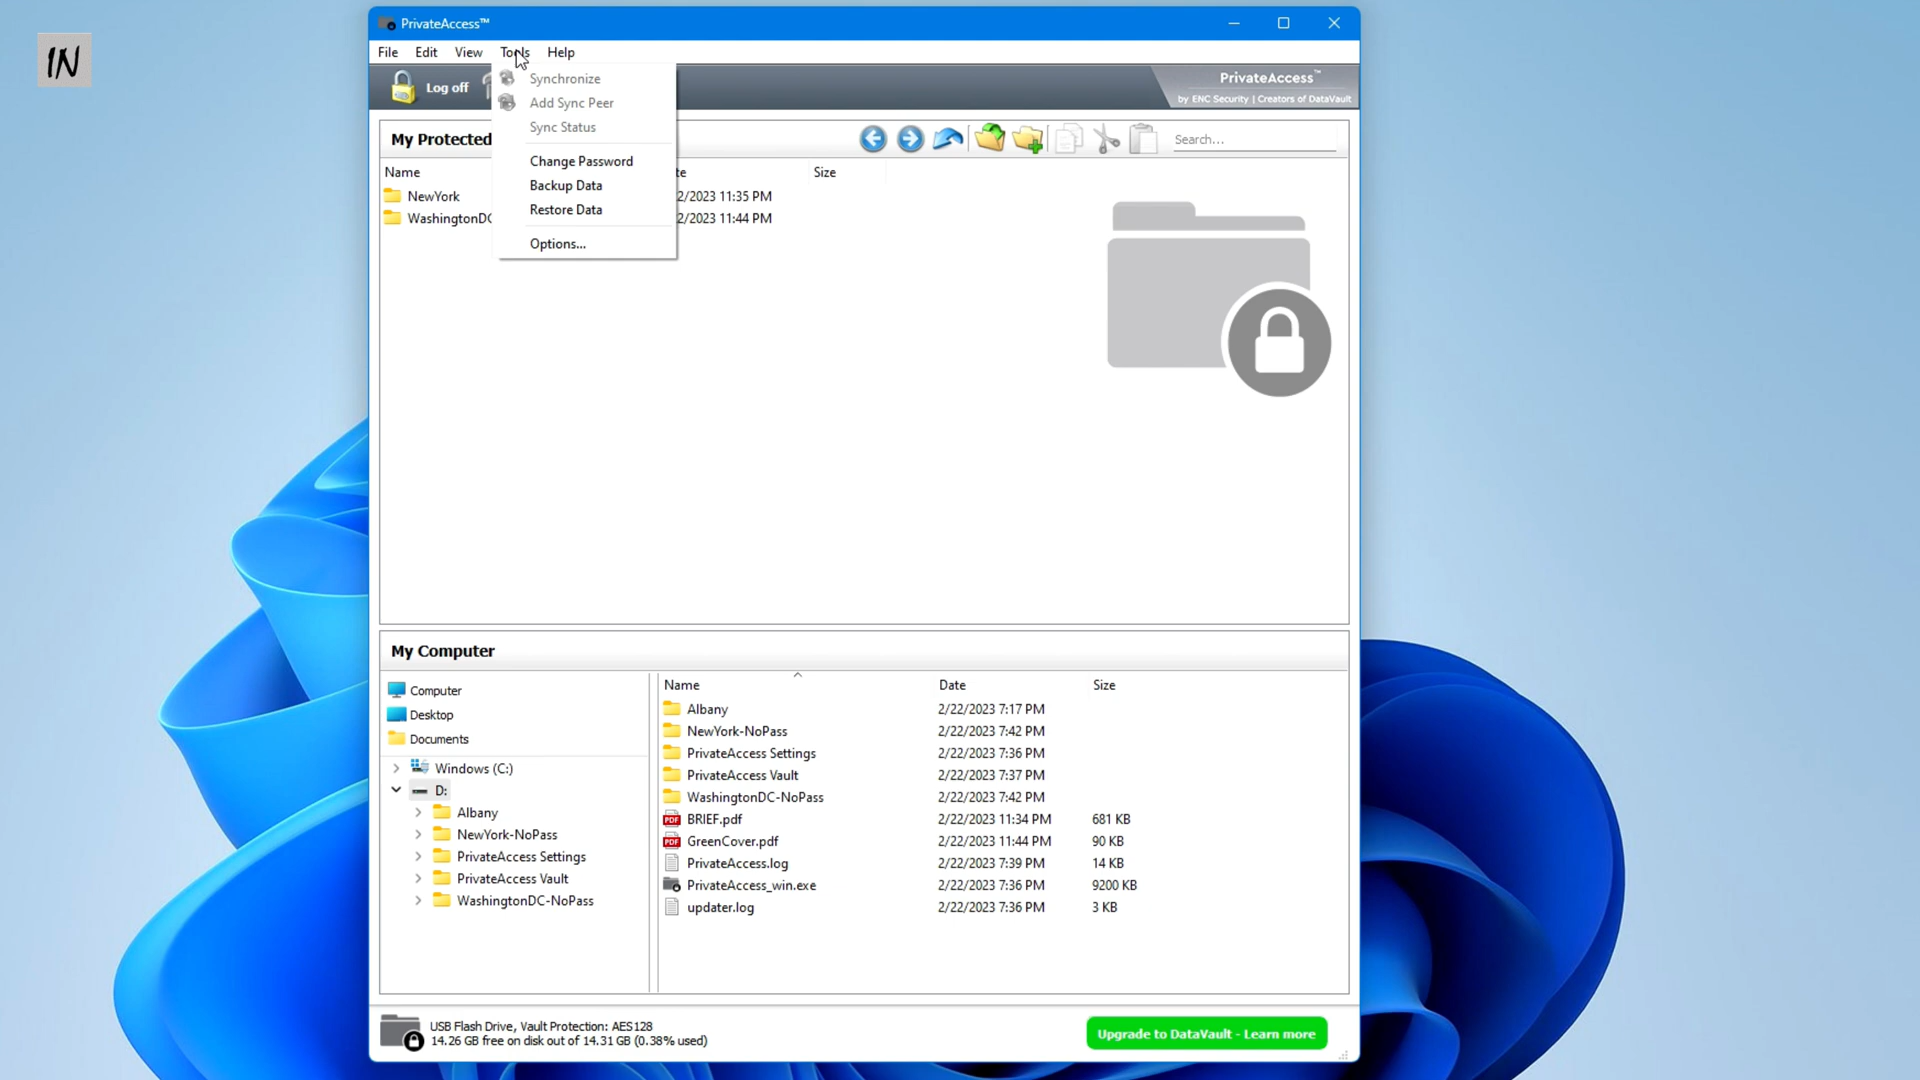 IN
PrivateAccess™
File Edit View Tools Help
Log off
Synchronize
Add Sync Peer
Sync Status
Change Password
Backup Data
Restore Data
Options...
PrivateAccess™
by ENC Security | Creators of DataVault
My Protected
Search...
Name te Size
NewYork 2/2023 11:35 PM
WashingtonDC 2/2023 11:44 PM
My Computer
Computer
Desktop
Documents
Windows (C:)
D:
Albany
NewYork-NoPass
PrivateAccess Settings
PrivateAccess Vault
WashingtonDC-NoPass
Name Date Size
Albany 2/22/2023 7:17 PM
NewYork-NoPass 2/22/2023 7:42 PM
PrivateAccess Settings 2/22/2023 7:36 PM
PrivateAccess Vault 2/22/2023 7:37 PM
WashingtonDC-NoPass 2/22/2023 7:42 PM
PDF BRIEF.pdf 2/22/2023 11:34 PM 681 KB
PDF GreenCover.pdf 2/22/2023 11:44 PM 90 KB
PrivateAccess.log 2/22/2023 7:39 PM 14 KB
PrivateAccess_win.exe 2/22/2023 7:36 PM 9200 KB
updater.log 2/22/2023 7:36 PM 3 KB
USB Flash Drive, Vault Protection: AES128
14.26 GB free on disk out of 14.31 GB (0.38% used)
Upgrade to DataVault - Learn more